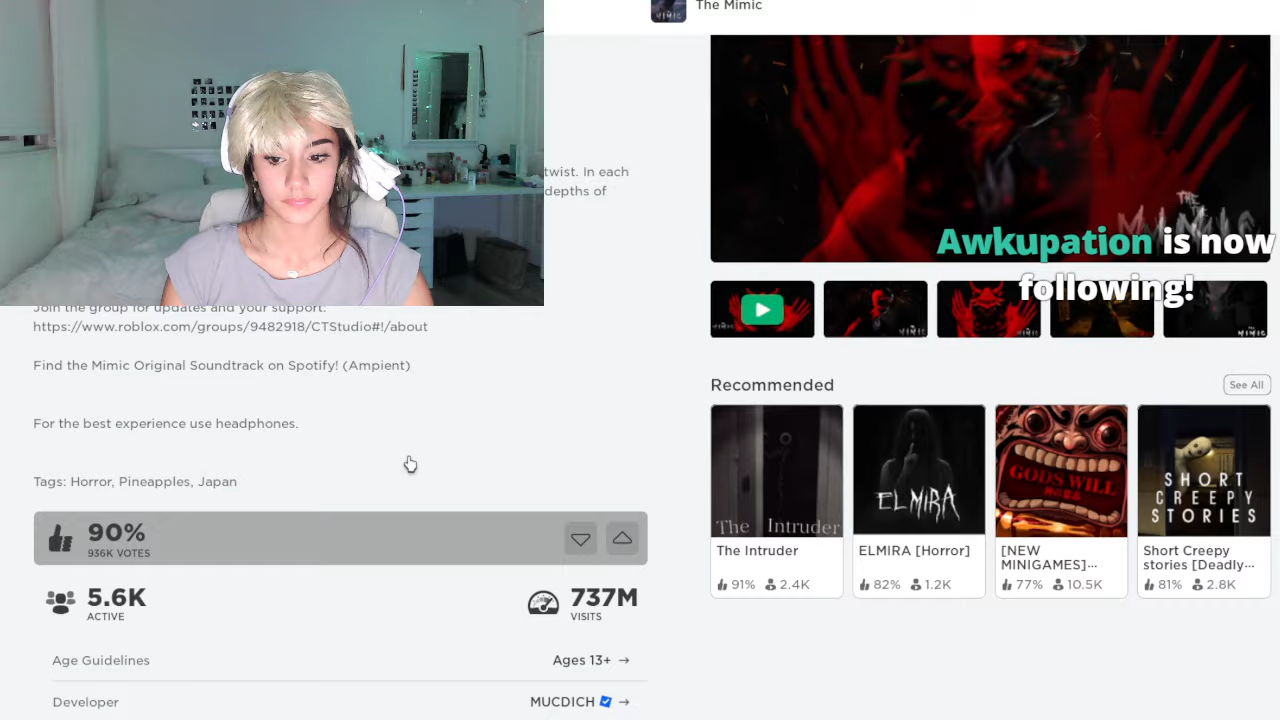 The Mimic
twist. In each
depths of
Join the group for updates and your support:
https://www.roblox.com/groups/9482918/CTStudio#!/about
Find the Mimic Original Soundtrack on Spotify! (Ampient)
For the best experience use headphones.
Tags: Horror, Pineapples, Japan
90%
936K VOTES
5.6K
ACTIVE
737M
VISITS
Age Guidelines
Ages 13+ →
Developer
MUCDICH →
THE
MIMIC
Awkupation is now
following!
Recommended
See All
The Intruder
ELMIRA
GODS WILL
SHORT
CREEPY
STORIES
The Intruder
91% 2.4K
ELMIRA [Horror]
82% 1.2K
[NEW
MINIGAMES]...
77% 10.5K
Short Creepy
stories [Deadly...
81% 2.8K